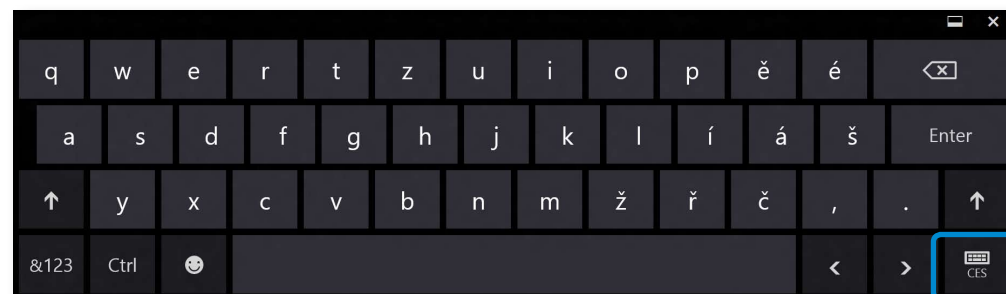 q w e r t z u i o p ě é
a s d f g h j k l í á š Enter
y x c v b n m ž ř č , .
&123 Ctrl CES